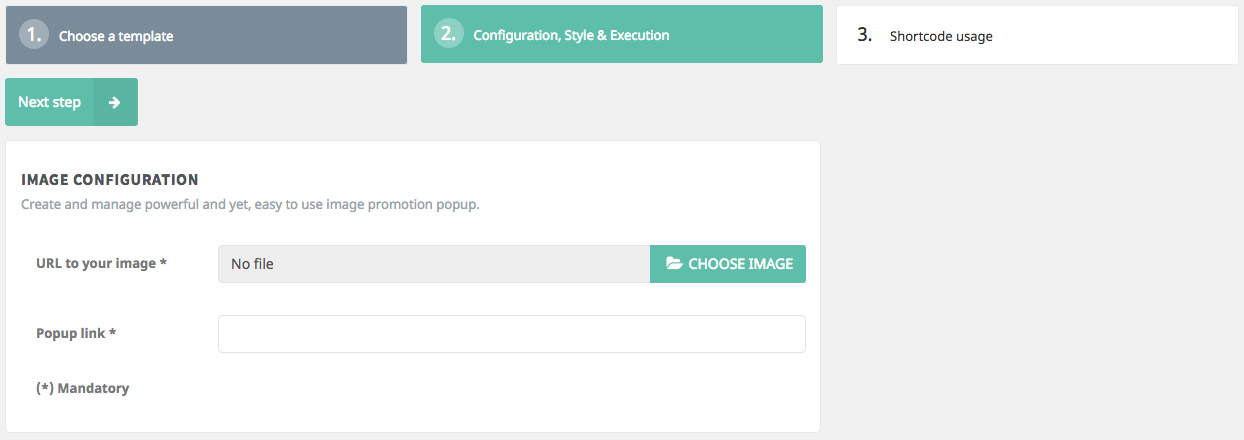 1. Choose a template
2. Configuration, Style & Execution
3. Shortcode usage
Next step
IMAGE CONFIGURATION
Create and manage powerful and yet, easy to use image promotion popup.
URL to your image * No file CHOOSE IMAGE
Popup link *
(*) Mandatory